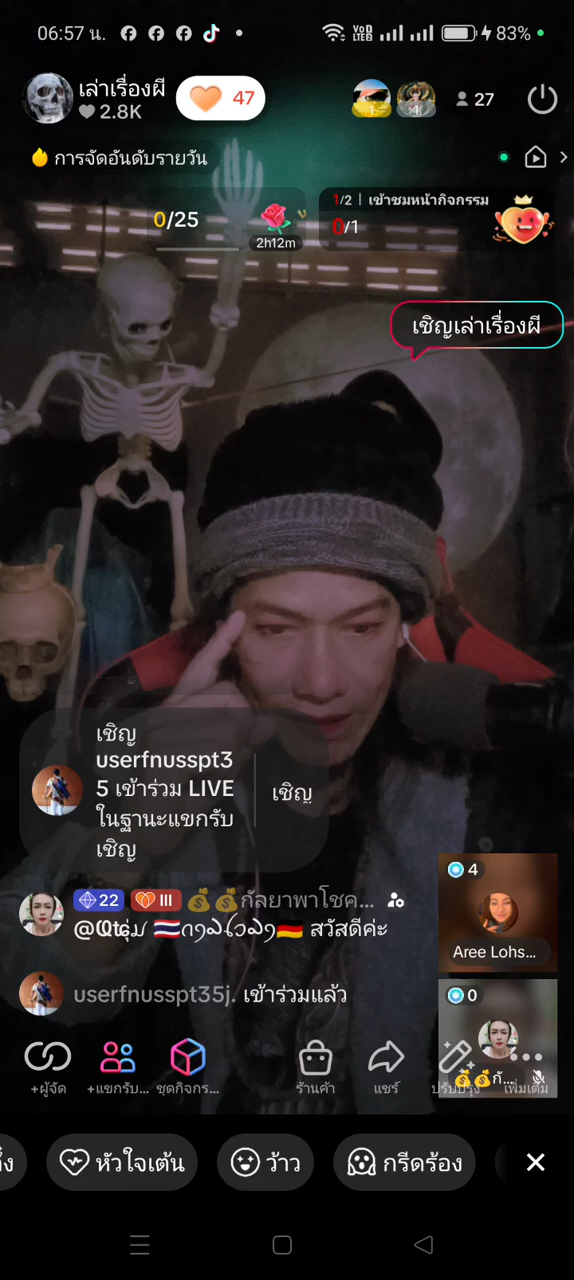 06:57 น.
VoD LTE2
83%
เล่าเรื่องผี
2.8K
47
1
4
27
การจัดอันดับรายวัน
0/25
2h12m
1/2 | เข้าชมหน้ากิจกรรม
0/1
เชิญเล่าเรื่องผี
เชิญ
userfnusspt3
5 เข้าร่วม LIVE
ในฐานะแขกรับ
เชิญ
เชิญ
22 III 💰💰กัลยาพาโชค...
🇹🇭 🇩🇪 สวัสดีค่ะ
userfnusspt35j. เข้าร่วมแล้ว
4
Aree Lohs...
0
💰💰กั...
+ผู้จัด
+แขกรับ...
ชุดกิจกร...
ร้านค้า
แชร์
ปรับปรุง
เพิ่มเติม
หัวใจเต้น
ว้าว
กรีดร้อง